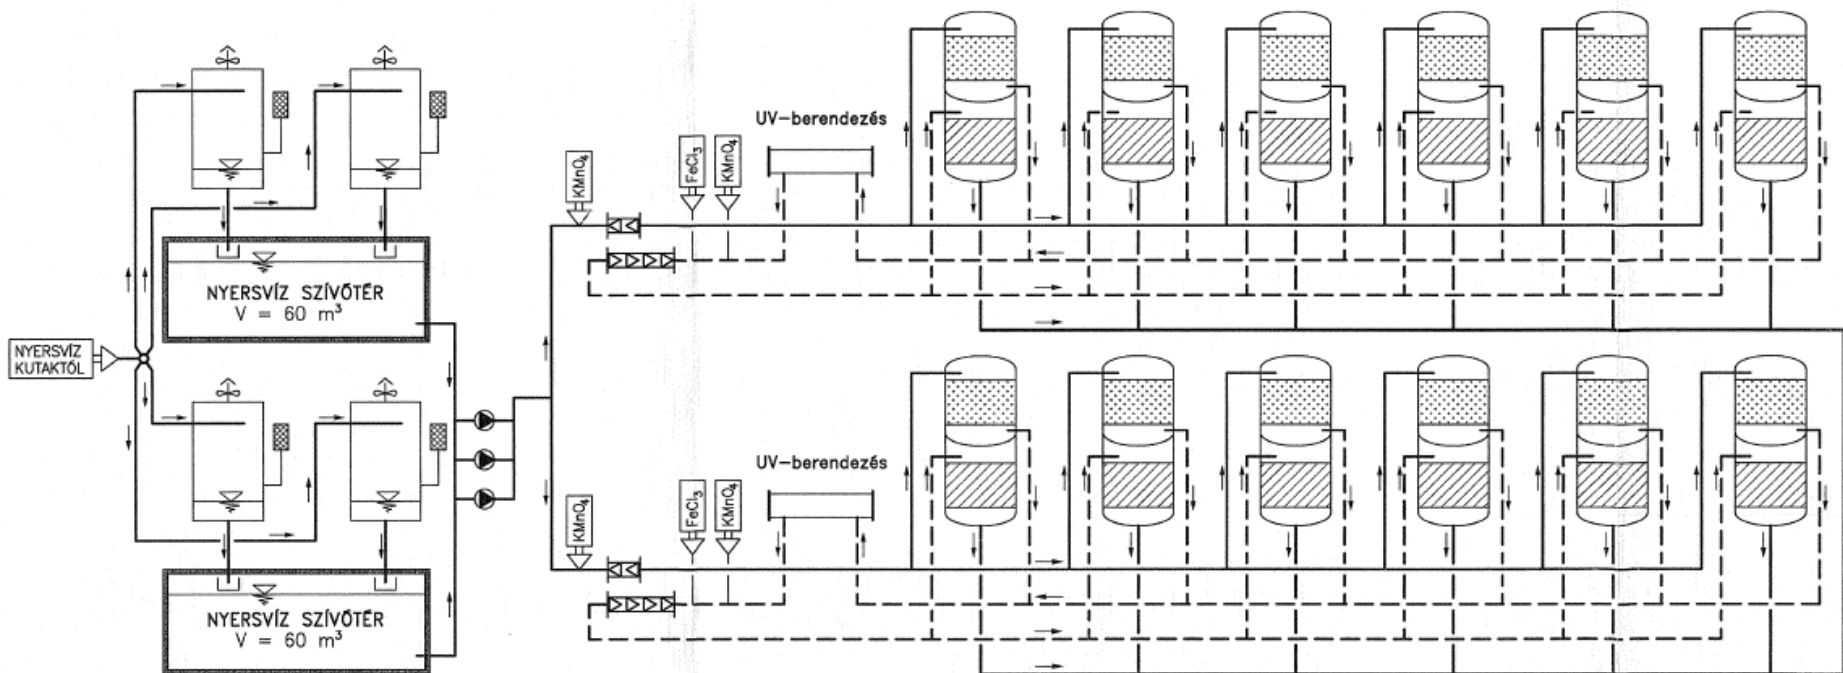 UV-berendezés
KMnO₄
FeCl₃
KMnO₄
NYERSVÍZ SZÍVÓTÉR
V = 60 m³
NYERSVÍZ
KUTAKTÓL
UV-berendezés
KMnO₄
FeCl₃
KMnO₄
NYERSVÍZ SZÍVÓTÉR
V = 60 m³